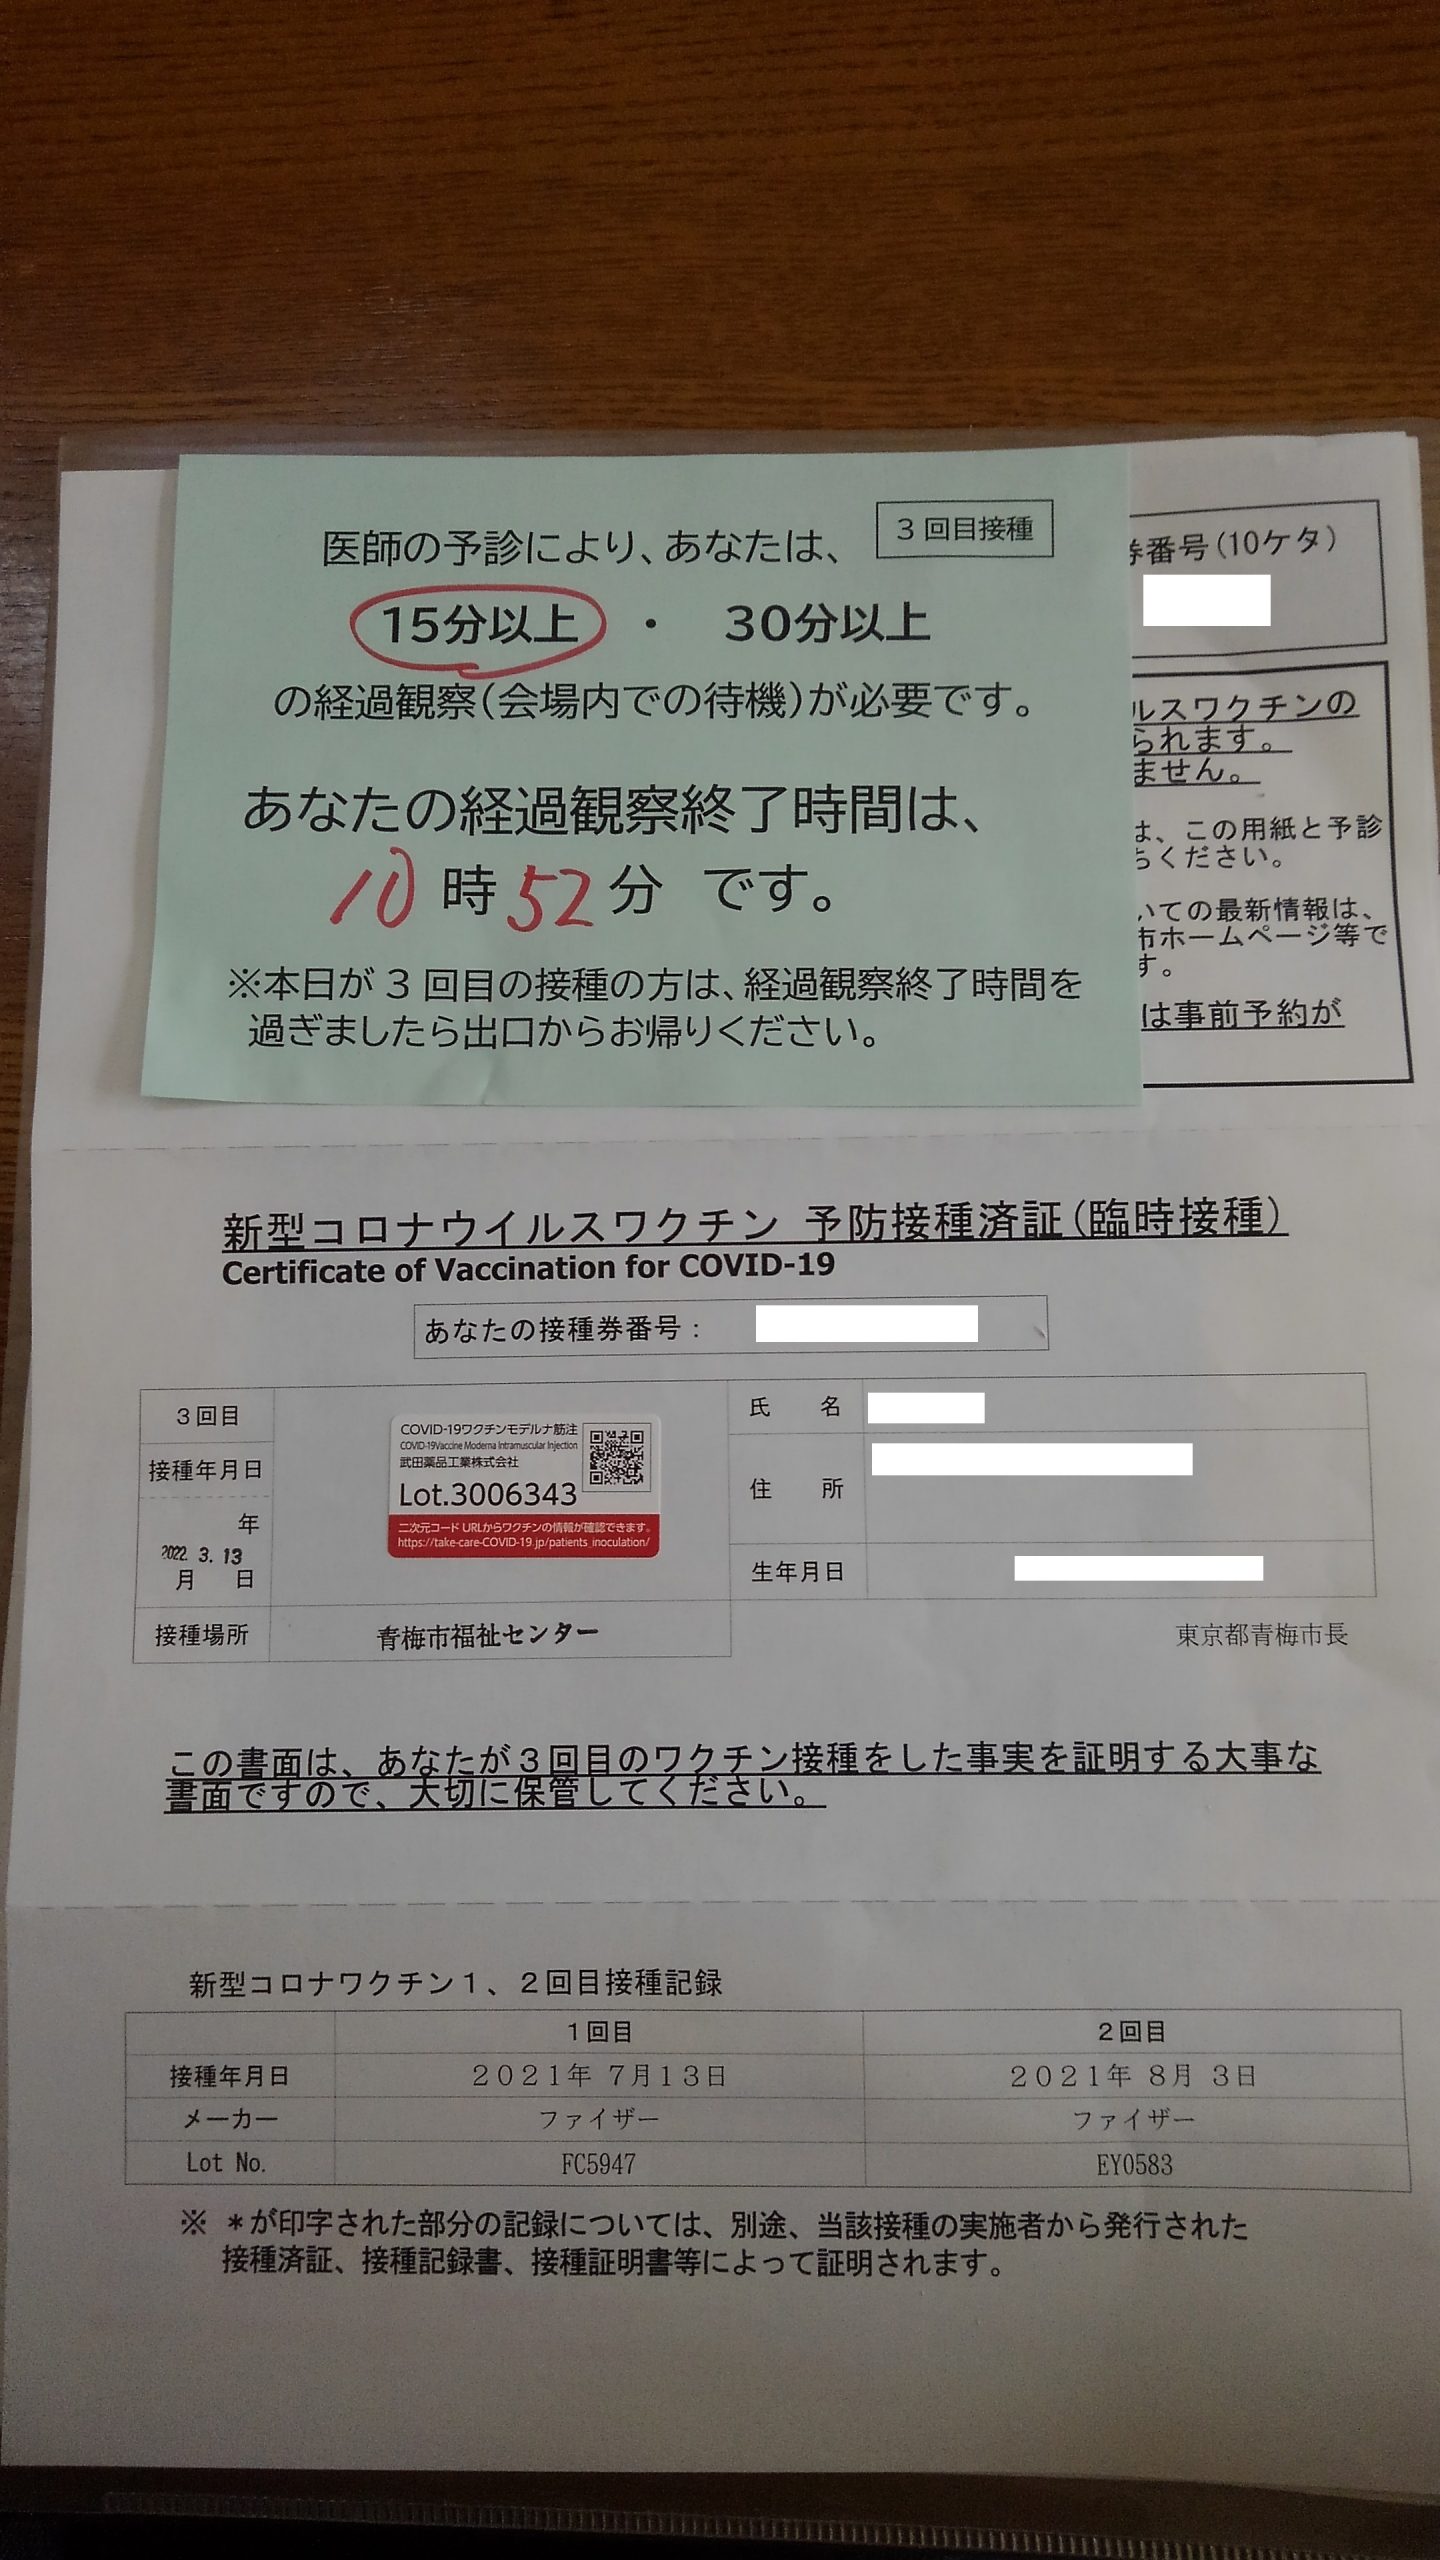 医師の予診により、あなたは、
3回目接種
15分以上 ・ 30分以上
の経過観察(会場内での待機)が必要です。
あなたの経過観察終了時間は、
10時52分 です。
※本日が3回目の接種の方は、経過観察終了時間を
過ぎましたら出口からお帰りください。
券番号(10ケタ)
ルスワクチンの
られます。
ません。
は、この用紙と予診
ちください。
いての最新情報は、
市ホームページ等で
す。
は事前予約が
新型コロナウイルスワクチン 予防接種済証(臨時接種)
Certificate of Vaccination for COVID-19
あなたの接種券番号:
3回目
接種年月日
年
2022. 3. 13
月 日
COVID-19ワクチンモデルナ筋注
COVID-19Vaccine Moderna Intramuscular Injection
武田薬品工業株式会社
Lot.3006343
二次元コード URLからワクチンの情報が確認できます。
https://take-care-COVID-19.jp/patients_inoculation/
氏 名
住 所
生年月日
接種場所
青梅市福祉センター
東京都青梅市長
この書面は、あなたが3回目のワクチン接種をした事実を証明する大事な
書面ですので、大切に保管してください。
新型コロナワクチン1、2回目接種記録
1回目 2回目
接種年月日 2021年 7月13日 2021年 8月 3日
メーカー ファイザー ファイザー
Lot No. FC5947 EY0583
※ *が印字された部分の記録については、別途、当該接種の実施者から発行された
接種済証、接種記録書、接種証明書等によって証明されます。